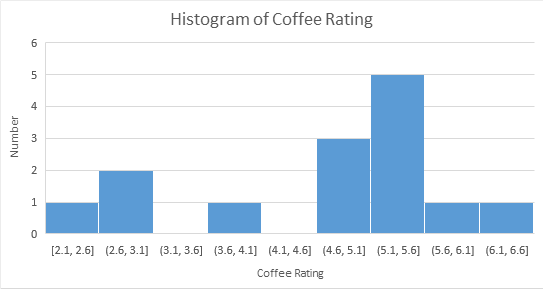 Histogram of Coffee Rating
6
5
4
3
2
1
0
Number
[2.1, 2.6] (2.6, 3.1] (3.1, 3.6] (3.6, 4.1] (4.1, 4.6] (4.6, 5.1] (5.1, 5.6] (5.6, 6.1] (6.1, 6.6]
Coffee Rating